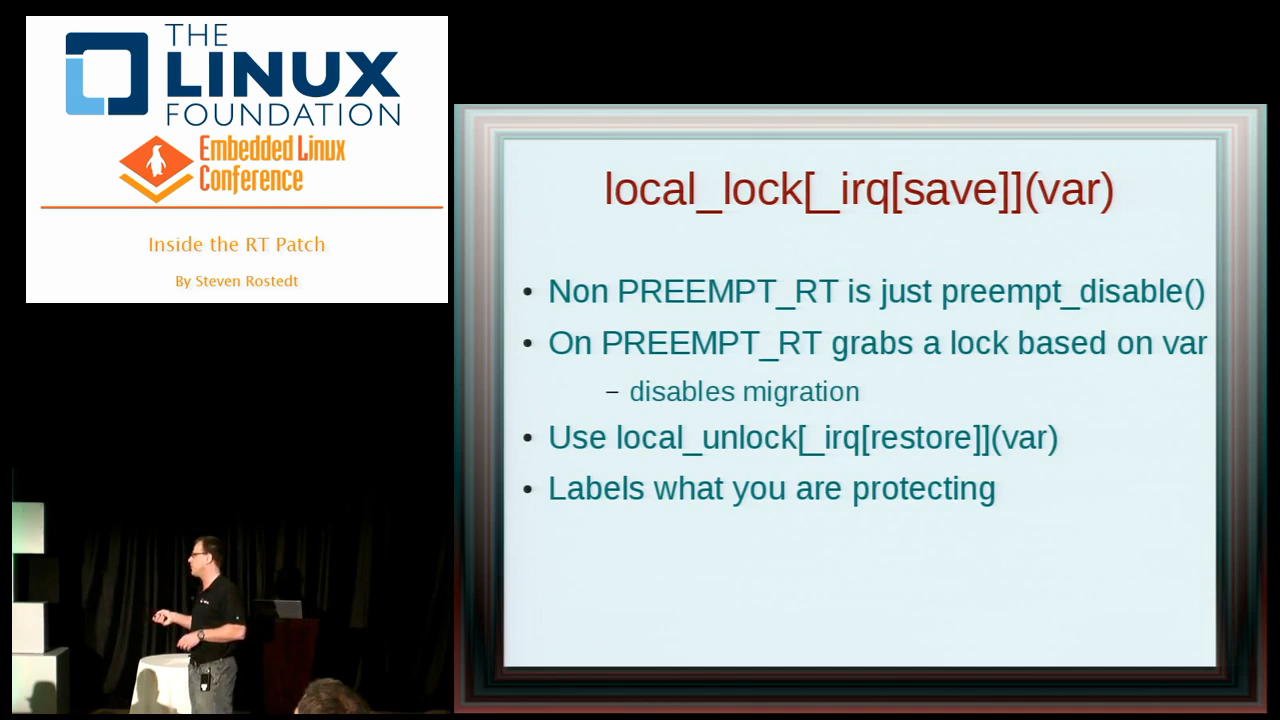 THE
LINUX
FOUNDATION
Embedded Linux
Conference
Inside the RT Patch
By Steven Rostedt
local_lock[_irq[save]](var)
• Non PREEMPT_RT is just preempt_disable()
• On PREEMPT_RT grabs a lock based on var
– disables migration
• Use local_unlock[_irq[restore]](var)
• Labels what you are protecting